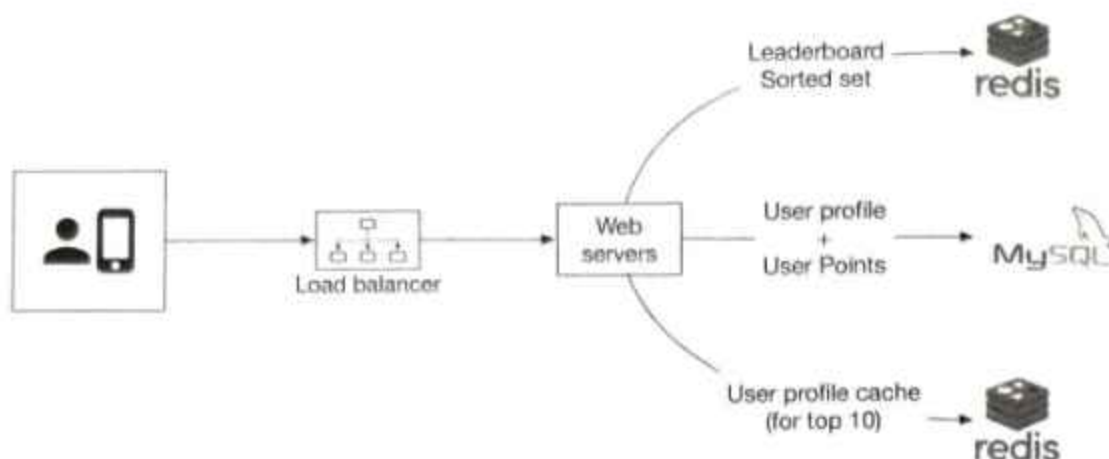 Leaderboard
Sorted set
redis
Load balancer
Web
servers
User profile
+
User Points
MySQL
User profile cache
(for top 10)
redis